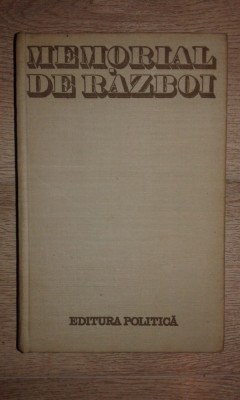 MEMORIAL
DE RĂZBOI
EDITURA POLITICĂ